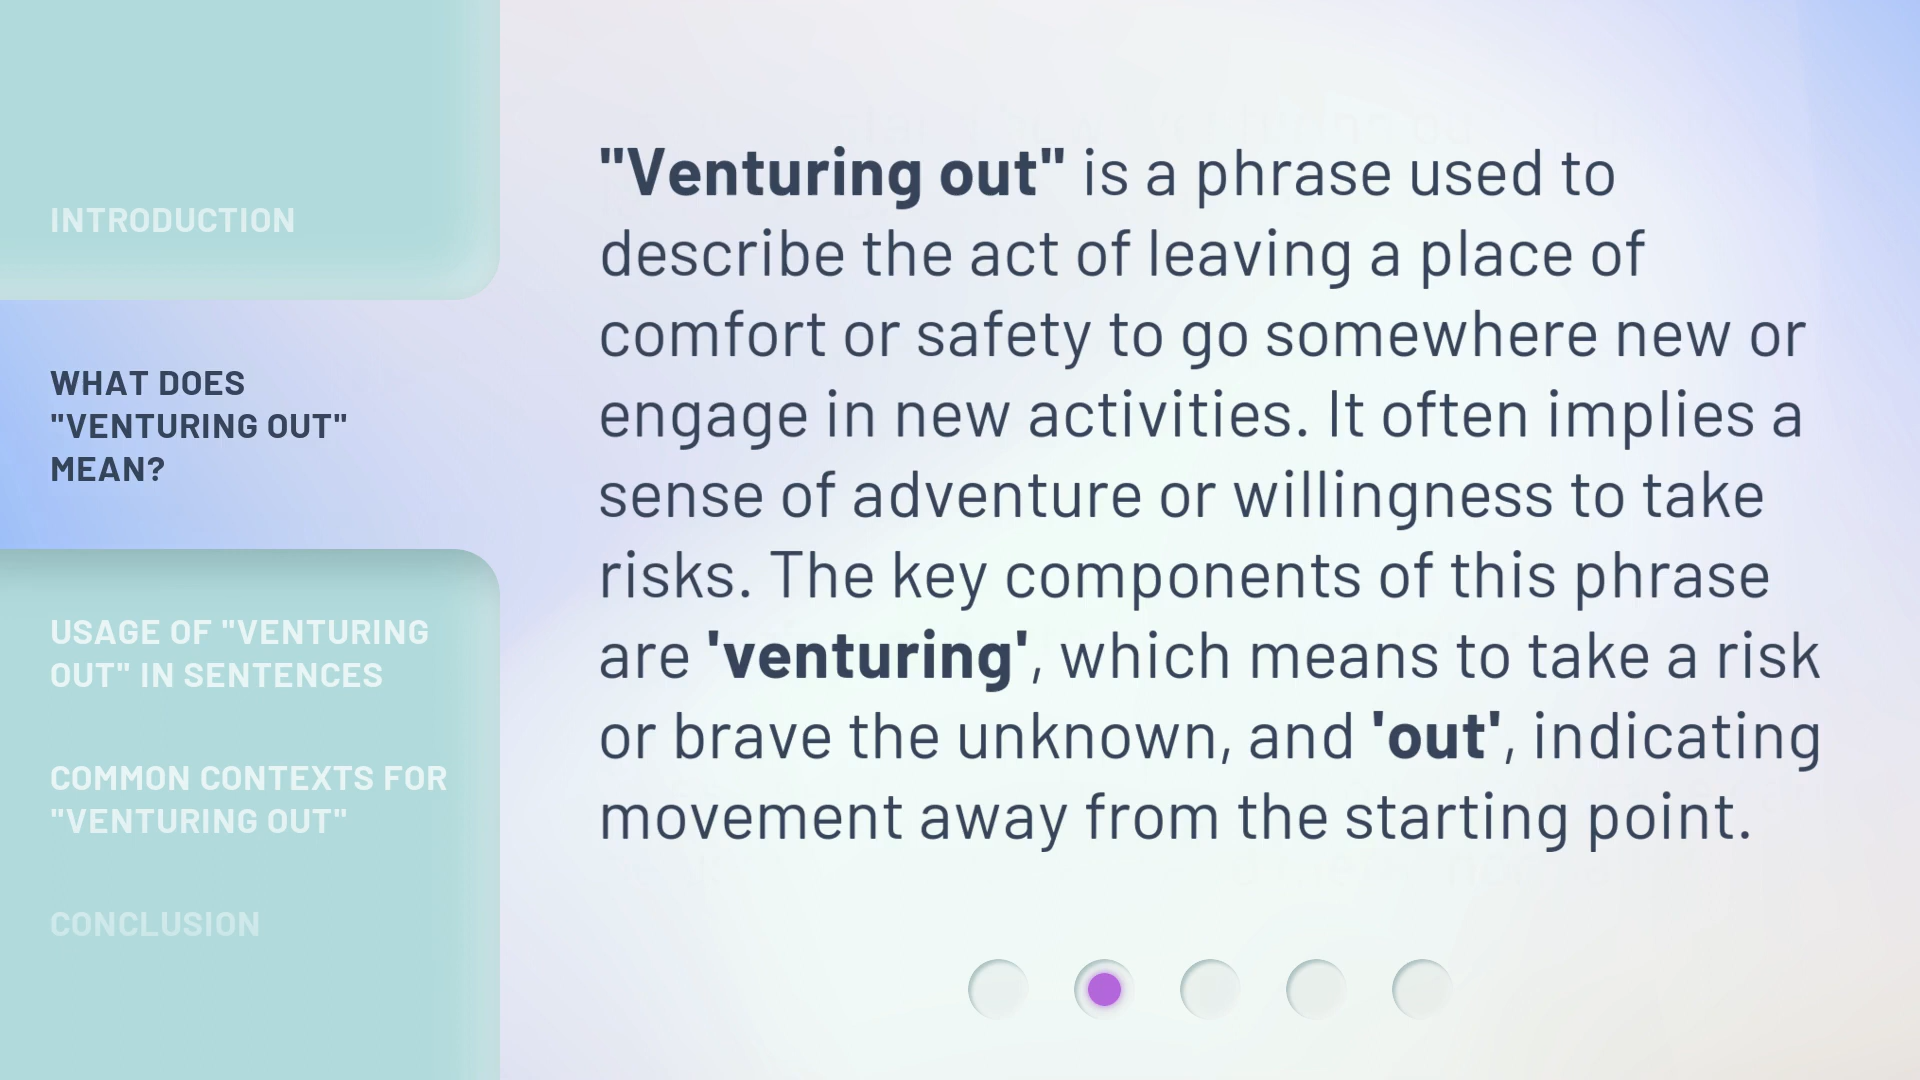 INTRODUCTION
WHAT DOES
"VENTURING OUT"
MEAN?
USAGE OF "VENTURING
OUT" IN SENTENCES
COMMON CONTEXTS FOR
"VENTURING OUT"
CONCLUSION
"Venturing out" is a phrase used to
describe the act of leaving a place of
comfort or safety to go somewhere new or
engage in new activities. It often implies a
sense of adventure or willingness to take
risks. The key components of this phrase
are 'venturing', which means to take a risk
or brave the unknown, and 'out', indicating
movement away from the starting point.